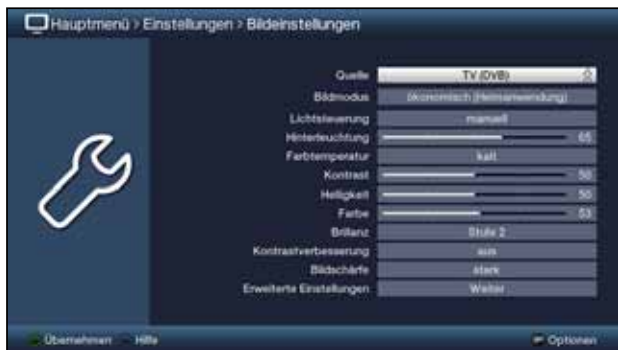 Hauptmenü > Einstellungen > Bildeinstellungen
Quelle TV (DVB)
Bildmodus ökonomisch (Heimanwendung)
Lichtsteuerung manuell
Hinterleuchtung 65
Farbtemperatur kalt
Kontrast 50
Helligkeit 50
Farbe 53
Brillanz Stufe 2
Kontrastverbesserung aus
Bildschärfe stark
Erweiterte Einstellungen Weiter
Übernehmen Hilfe Optionen